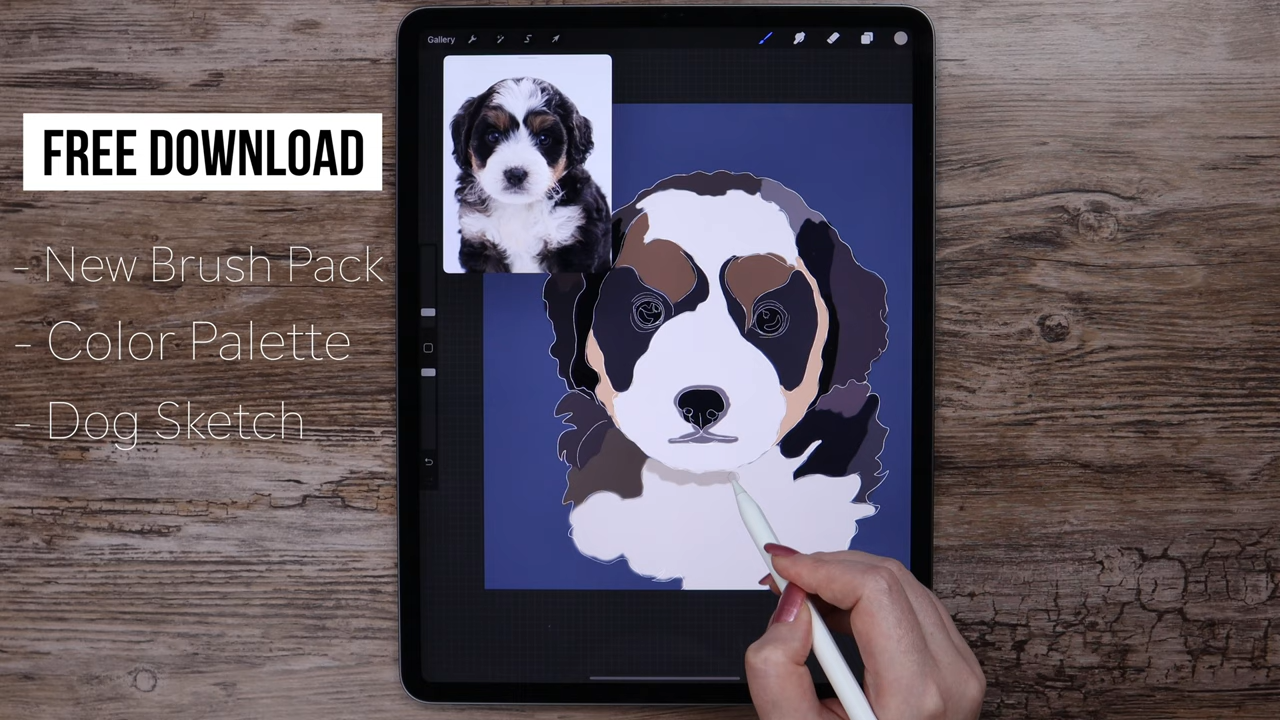 Gallery
FREE DOWNLOAD
- New Brush Pack
- Color Palette
- Dog Sketch